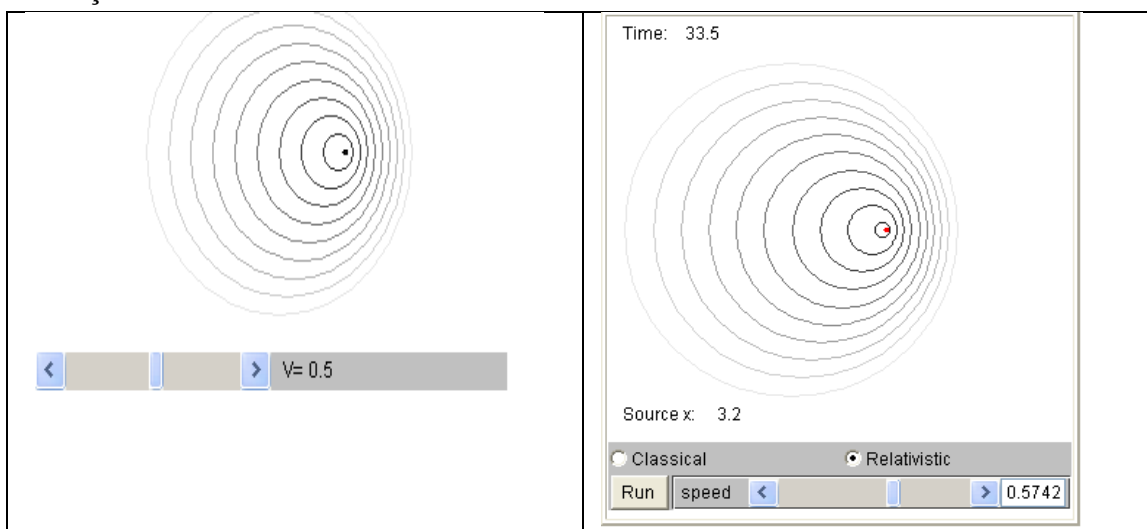 V= 0.5
Time: 33.5
Source x: 3.2
Classical Relativistic
Run speed 0.5742